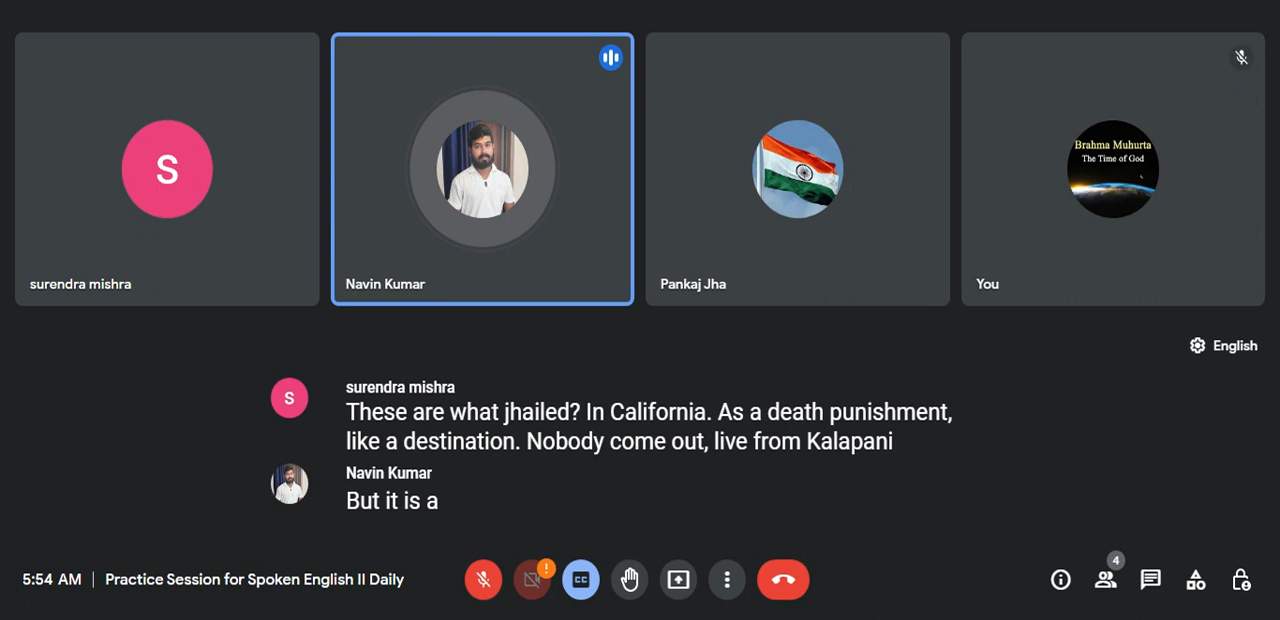 S
Brahma Muhurta
The Time of God
surendra mishra
Navin Kumar
Pankaj Jha
You
English
S
surendra mishra
These are what jhailed? In California. As a death punishment,
like a destination. Nobody come out, live from Kalapani
Navin Kumar
But it is a
5:54 AM | Practice Session for Spoken English II Daily
!
CC
4